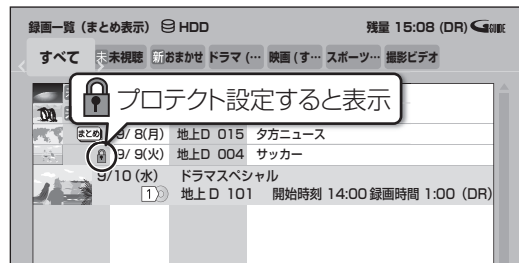 録画一覧（まとめ表示） HDD 残量 15:08 (DR) GGUIDE
すべて 未 未視聴 新 おまかせ ドラマ (… 映画 (す… スポーツ… 撮影ビデオ
プロテクト設定すると表示
まとめ 9/ 8(月) 地上D 015 夕方ニュース
9/ 9(火) 地上D 004 サッカー
9/10 (水) ドラマスペシャル
1 地上D 101 開始時刻 14:00 録画時間 1:00 (DR)